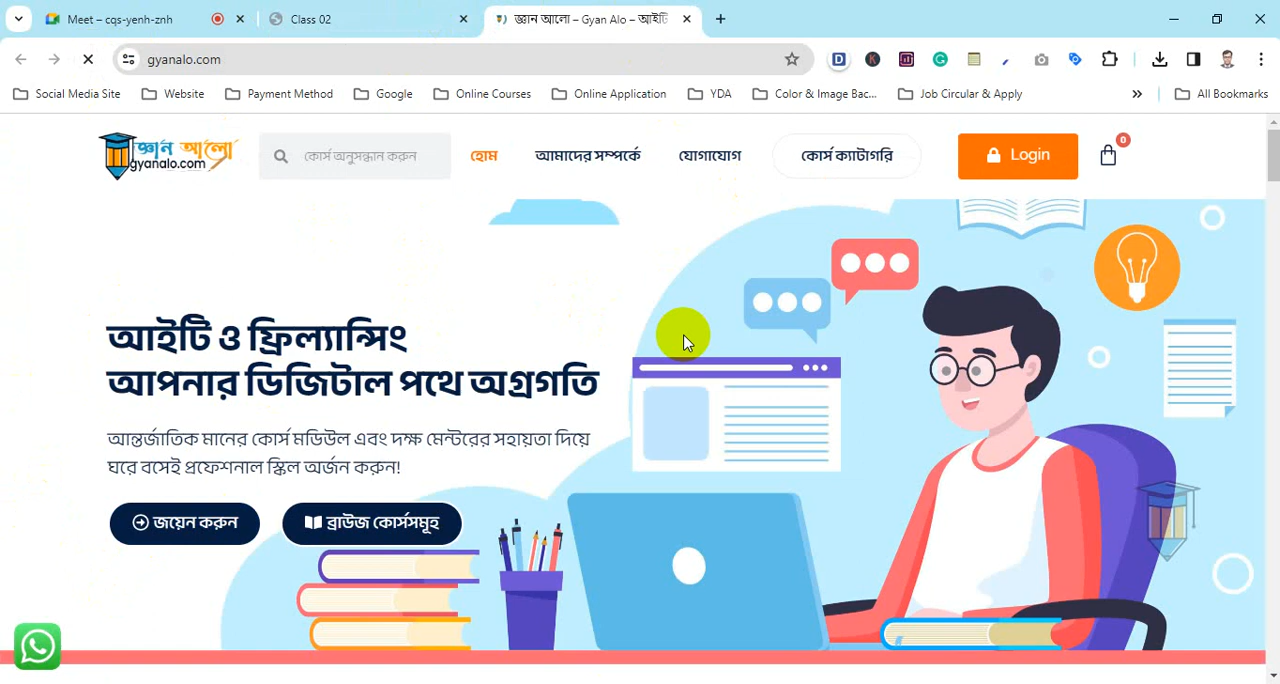 Meet – cqs-yenh-znh
Class 02
জ্ঞান আলো – Gyan Alo – আইটি
gyanalo.com
Social Media Site
Website
Payment Method
Google
Online Courses
Online Application
YDA
Color & Image Bac...
Job Circular & Apply
All Bookmarks
জ্ঞান আলো
gyanalo.com
কোর্স অনুসন্ধান করুন
হোম
আমাদের সম্পর্কে
যোগাযোগ
কোর্স ক্যাটাগরি
Login
0
আইটি ও ফ্রিল্যান্সিং
আপনার ডিজিটাল পথে অগ্রগতি
আন্তর্জাতিক মানের কোর্স মডিউল এবং দক্ষ মেন্টরের সহায়তা দিয়ে
ঘরে বসেই প্রফেশনাল স্কিল অর্জন করুন!
জয়েন করুন
ব্রাউজ কোর্সসমূহ